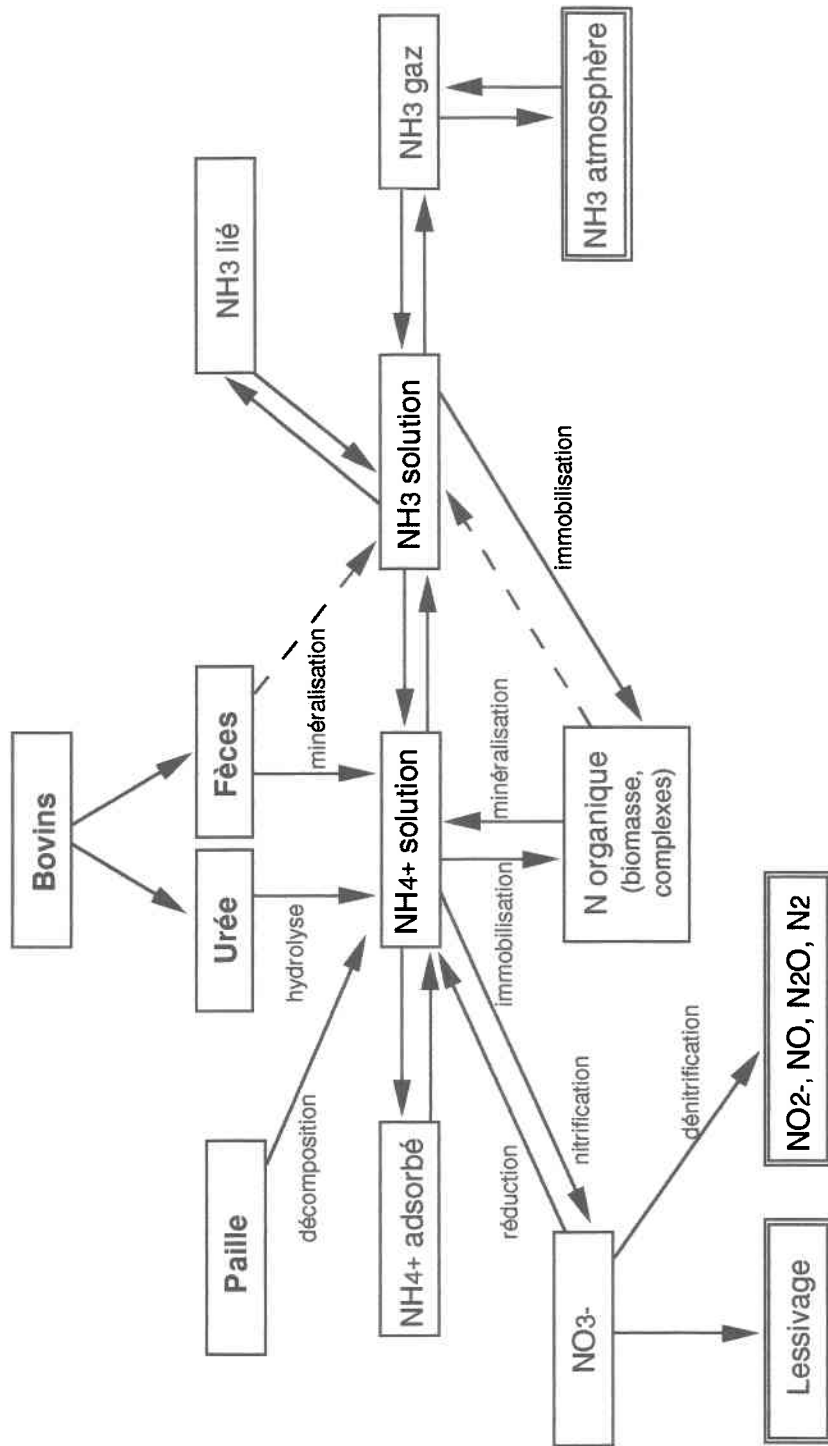 Bovins
Paille
Urée
Fèces
NH3 lié
décomposition
hydrolyse
minéralisation
NH4+ adsorbé
NH4+ solution
NH3 solution
NH3 gaz
réduction
nitrification
immobilisation
minéralisation
immobilisation
NO3-
N organique
(biomasse,
complexes)
NH3 atmosphère
dénitrification
Lessivage
NO2-, NO, N2O, N2